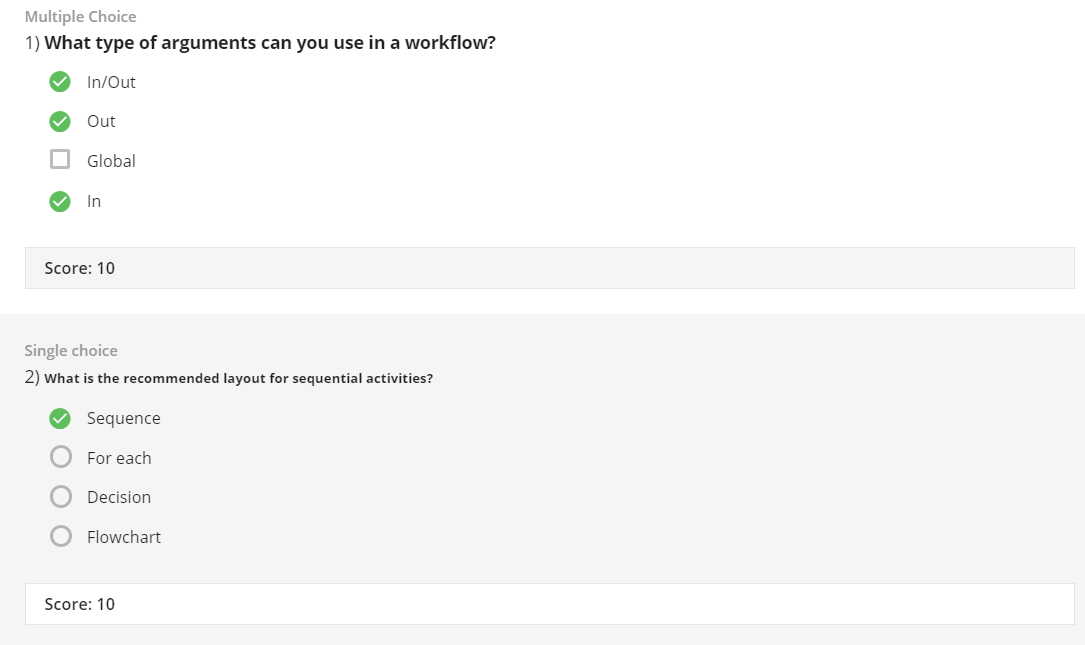 Multiple Choice
1) What type of arguments can you use in a workflow?
In/Out
Out
Global
In
Score: 10
Single choice
2) What is the recommended layout for sequential activities?
Sequence
For each
Decision
Flowchart
Score: 10